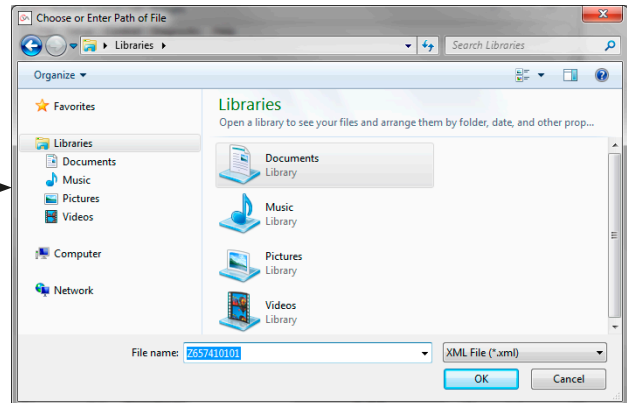 Choose or Enter Path of File
Libraries
Search Libraries
Organize
Favorites
Libraries
Documents
Music
Pictures
Videos
Computer
Network
Libraries
Open a library to see your files and arrange them by folder, date, and other prop...
Documents
Library
Music
Library
Pictures
Library
Videos
Library
File name: Z657410101
XML File (*.xml)
OK Cancel